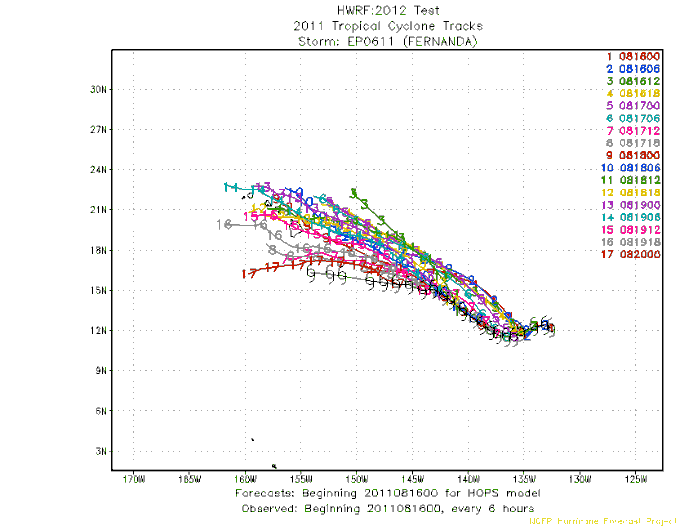 HWRF:2012 Test
2011 Tropical Cyclone Tracks
Storm: EP0611 (FERNANDA)
1 081600
2 081606
3 081612
4 081618
5 081700
6 081706
7 081712
8 081718
9 081800
10 081806
11 081812
12 081818
13 081900
14 081906
15 081912
16 081918
17 082000
30N
27N
24N
21N
18N
15N
12N
9N
6N
3N
170W 165W 160W 155W 150W 145W 140W 135W 130W 125W
Forecasts: Beginning 2011081600 for HOPS model
Observed: Beginning 2011081600, every 6 hours
NCEP Hurricane Forecast Project